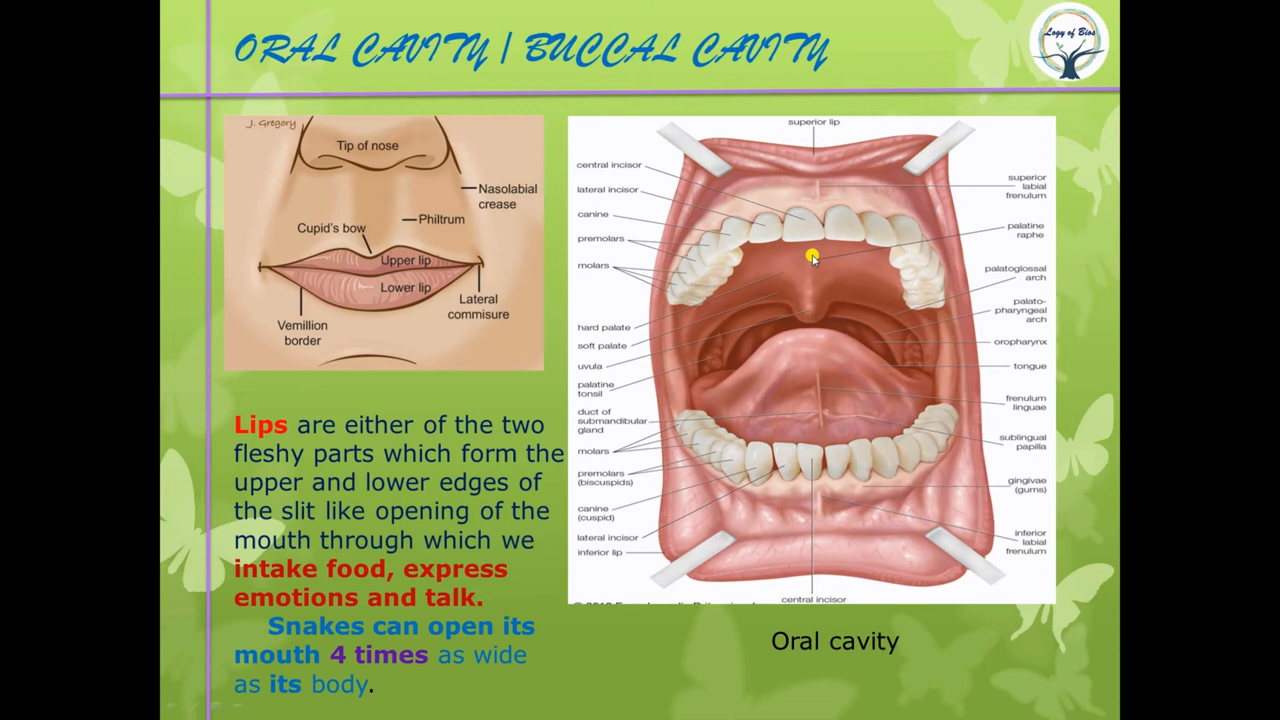 ORAL CAVITY | BUCCAL CAVITY
Logy of Bios
J. Gregory
Tip of nose
Nasolabial
crease
Philtrum
Cupid's bow
Upper lip
Lower lip
Lateral
commisure
Vemillion
border
superior lip
central incisor
lateral incisor
canine
premolars
molars
hard palate
soft palate
uvula
palatine
tonsil
duct of
submandibular
gland
molars
premolars
(biscuspids)
canine
(cuspid)
lateral incisor
inferior lip
central incisor
superior
labial
frenulum
palatine
raphe
palatoglossal
arch
palato-
pharyngeal
arch
oropharynx
tongue
frenulum
linguae
sublingual
papilla
gingivae
(gums)
inferior
labial
frenulum
Lips are either of the two
fleshy parts which form the
upper and lower edges of
the slit like opening of the
mouth through which we
intake food, express
emotions and talk.
Snakes can open its
mouth 4 times as wide
as its body.
Oral cavity